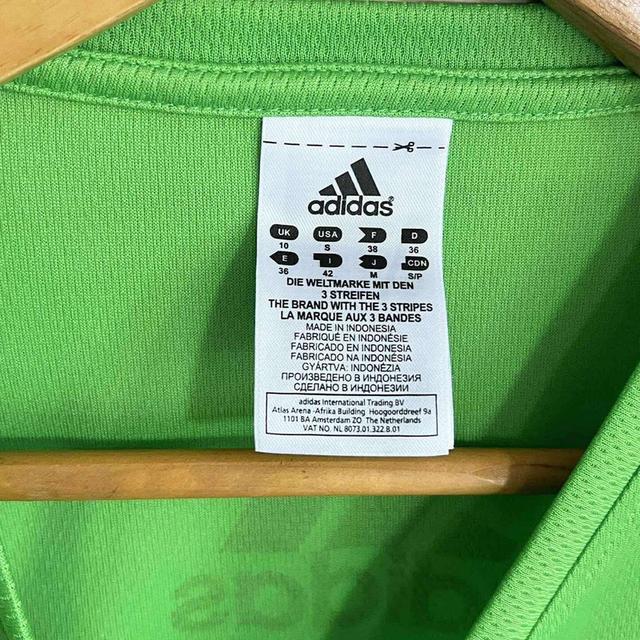 adidas
UK USA F D
10 S 38 36
E I J CDN
36 42 M S/P
DIE WELTMARKE MIT DEN
3 STREIFEN
THE BRAND WITH THE 3 STRIPES
LA MARQUE AUX 3 BANDES
MADE IN INDONESIA
FABRIQUÉ EN INDONÉSIE
FABRICADO EN INDONESIA
FABRICADO NA INDONÉSIA
GYÁRTVA: INDONÉZIA
ПРОИЗВЕДЕНО В ИНДОНЕЗИЯ
СДЕЛАНО В ИНДОНЕЗИИ
adidas International Trading BV
Atlas Arena -Afrika Building Hoogoorddreef 9a
1101 BA Amsterdam ZO The Netherlands
VAT NO. NL 8073.01.322.B.01
adidas